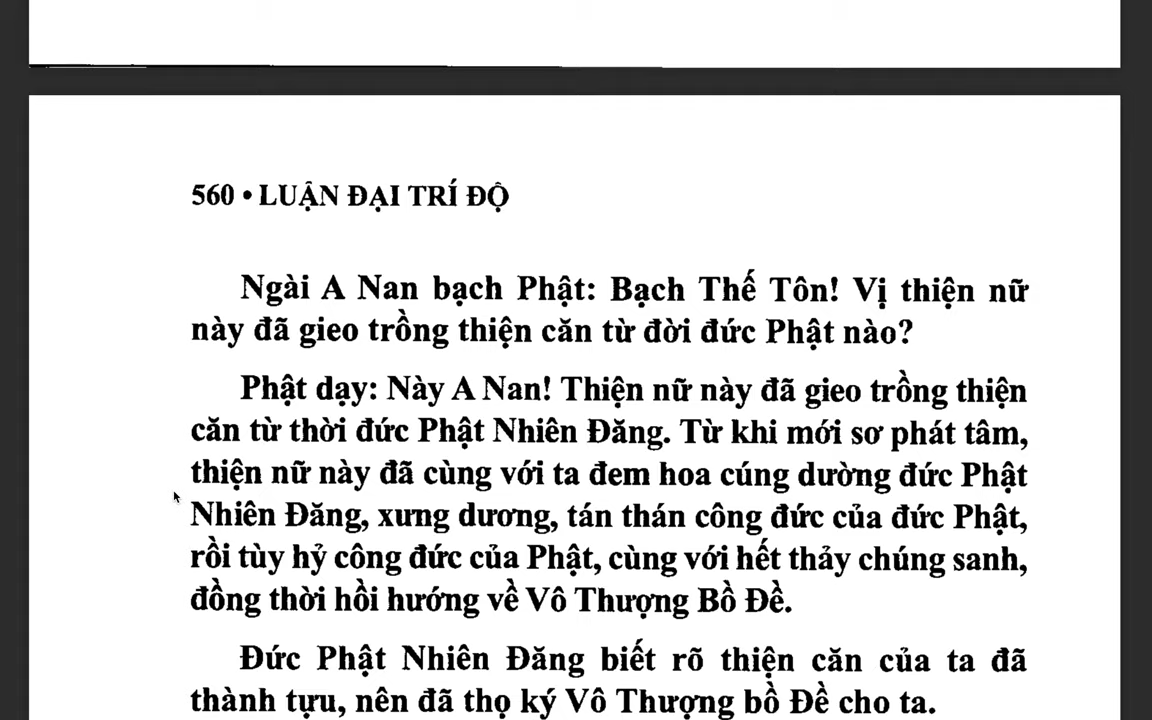 560 • LUẬN ĐẠI TRÍ ĐỘ
Ngài A Nan bạch Phật: Bạch Thế Tôn! Vị thiện nữ
này đã gieo trồng thiện căn từ đời đức Phật nào?
Phật dạy: Này A Nan! Thiện nữ này đã gieo trồng thiện
căn từ thời đức Phật Nhiên Đăng. Từ khi mới sơ phát tâm,
thiện nữ này đã cùng với ta đem hoa cúng dường đức Phật
Nhiên Đăng, xưng dương, tán thán công đức của đức Phật,
rồi tùy hỷ công đức của Phật, cùng với hết thảy chúng sanh,
đồng thời hồi hướng về Vô Thượng Bồ Đề.
Đức Phật Nhiên Đăng biết rõ thiện căn của ta đã
thành tựu, nên đã thọ ký Vô Thượng bồ Đề cho ta.